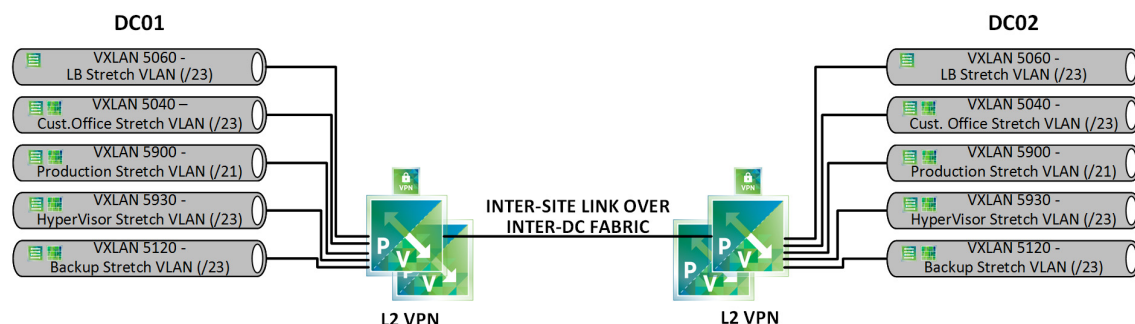 DC01
DC02
VXLAN 5060 -
LB Stretch VLAN (/23)
VXLAN 5040 –
Cust.Office Stretch VLAN (/23)
VXLAN 5900 -
Production Stretch VLAN (/21)
VXLAN 5930 -
HyperVisor Stretch VLAN (/23)
VXLAN 5120 -
Backup Stretch VLAN (/23)
VPN
P
V
P
V
L2 VPN
INTER-SITE LINK OVER
INTER-DC FABRIC
VPN
P
V
P
V
L2 VPN
VXLAN 5060 -
LB Stretch VLAN (/23)
VXLAN 5040 -
Cust. Office Stretch VLAN (/23)
VXLAN 5900 -
Production Stretch VLAN (/21)
VXLAN 5930 -
HyperVisor Stretch VLAN (/23)
VXLAN 5120 -
Backup Stretch VLAN (/23)